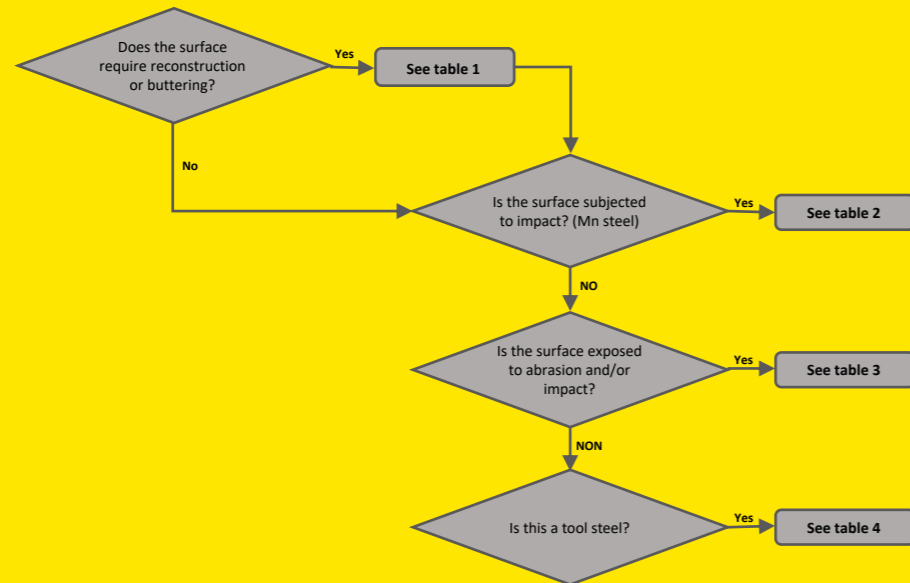 Does the surface
require reconstruction
or buttering?
Yes
See table 1
No
Is the surface subjected
to impact? (Mn steel)
Yes
See table 2
NO
Is the surface exposed
to abrasion and/or
impact?
Yes
See table 3
NON
Is this a tool steel?
Yes
See table 4